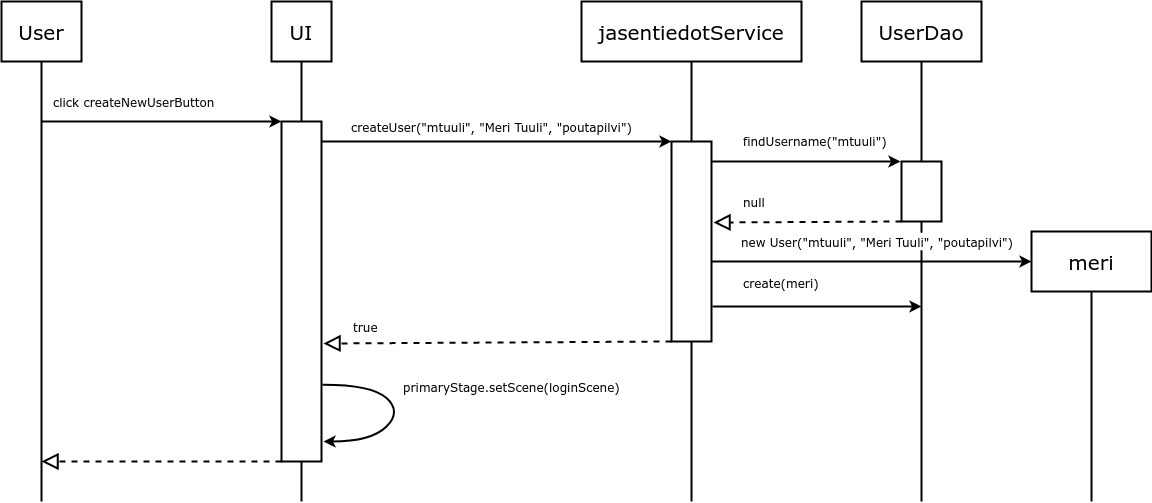 User
UI
jasentiedotService
UserDao
click createNewUserButton
createUser("mtuuli", "Meri Tuuli", "poutapilvi")
findUsername("mtuuli")
null
new User("mtuuli", "Meri Tuuli", "poutapilvi")
meri
create(meri)
true
primaryStage.setScene(loginScene)